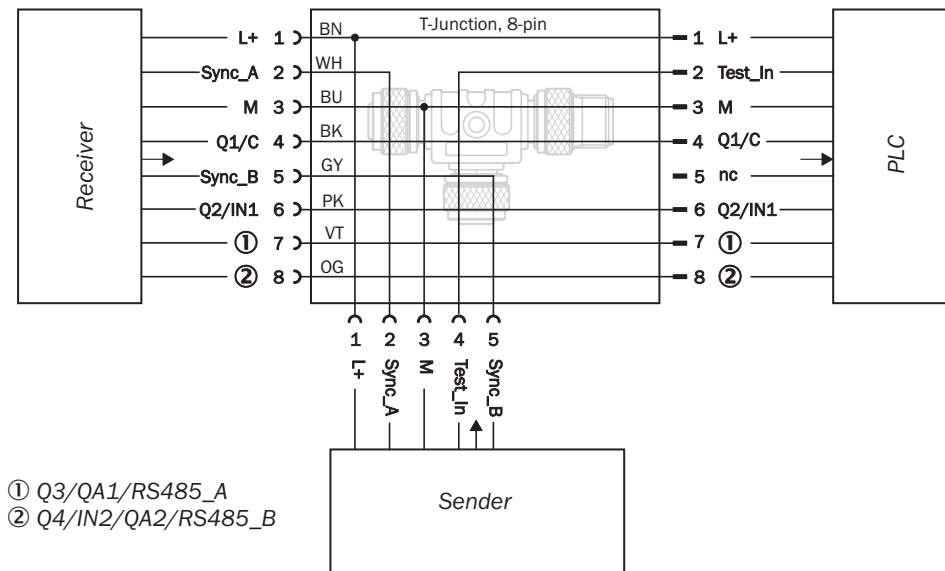 T-Junction, 8-pin
Receiver
PLC
L+ 1 BN 1 L+
Sync_A 2 WH 2 Test_In
M 3 BU 3 M
Q1/C 4 BK 4 Q1/C
Sync_B 5 GY 5 nc
Q2/IN1 6 PK 6 Q2/IN1
① 7 VT 7 ①
② 8 OG 8 ②
1 2 3 4 5
L+ Sync_A M Test_In Sync_B
Sender
① Q3/QA1/RS485_A
② Q4/IN2/QA2/RS485_B